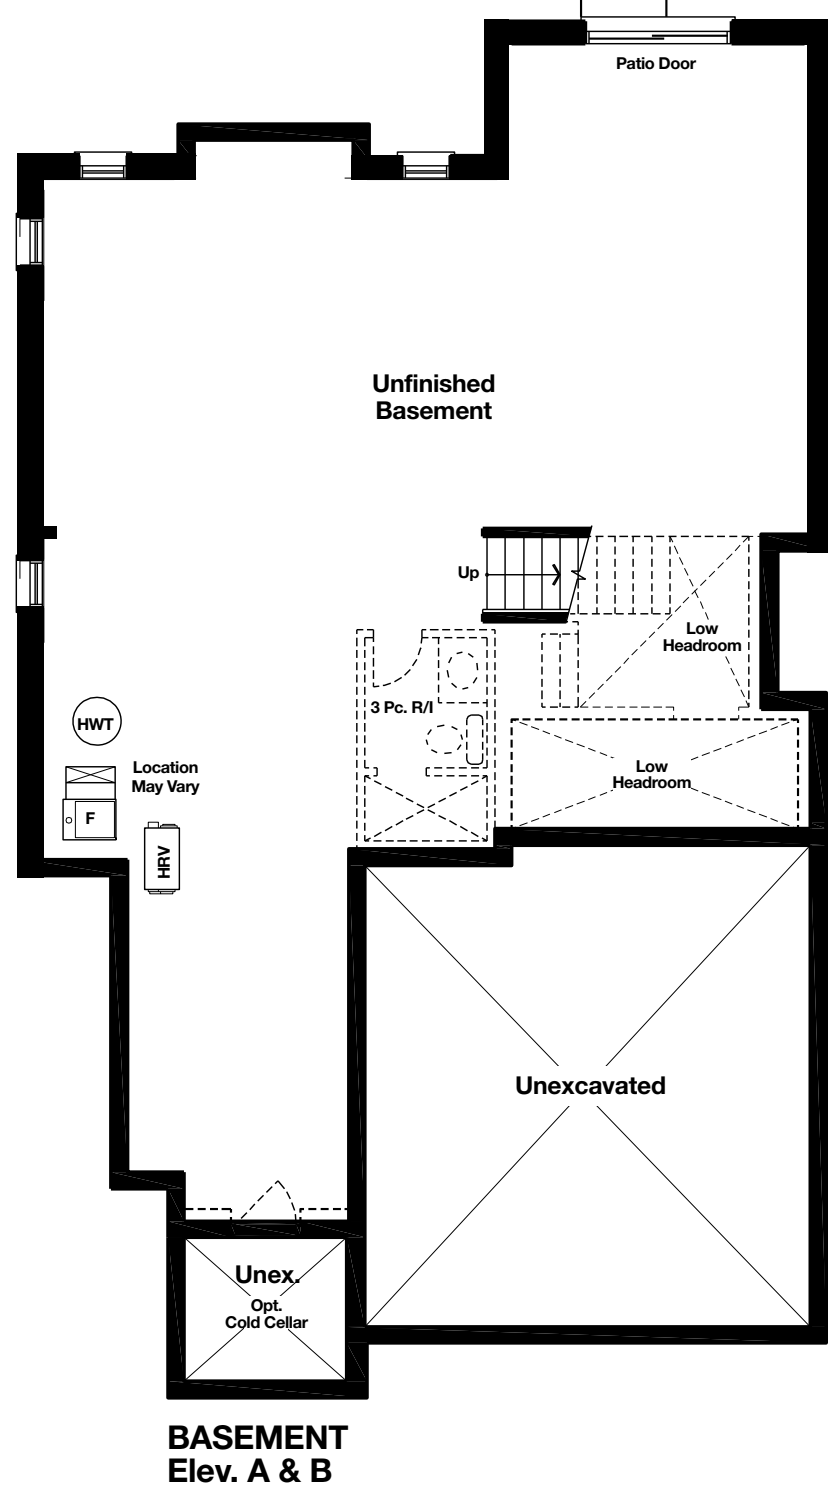 Patio Door
Unfinished
Basement
Up
Low
Headroom
3 Pc. R/I
HWT
Location
May Vary
Low
Headroom
F
HRV
Unexcavated
Unex.
Opt.
Cold Cellar
BASEMENT
Elev. A & B